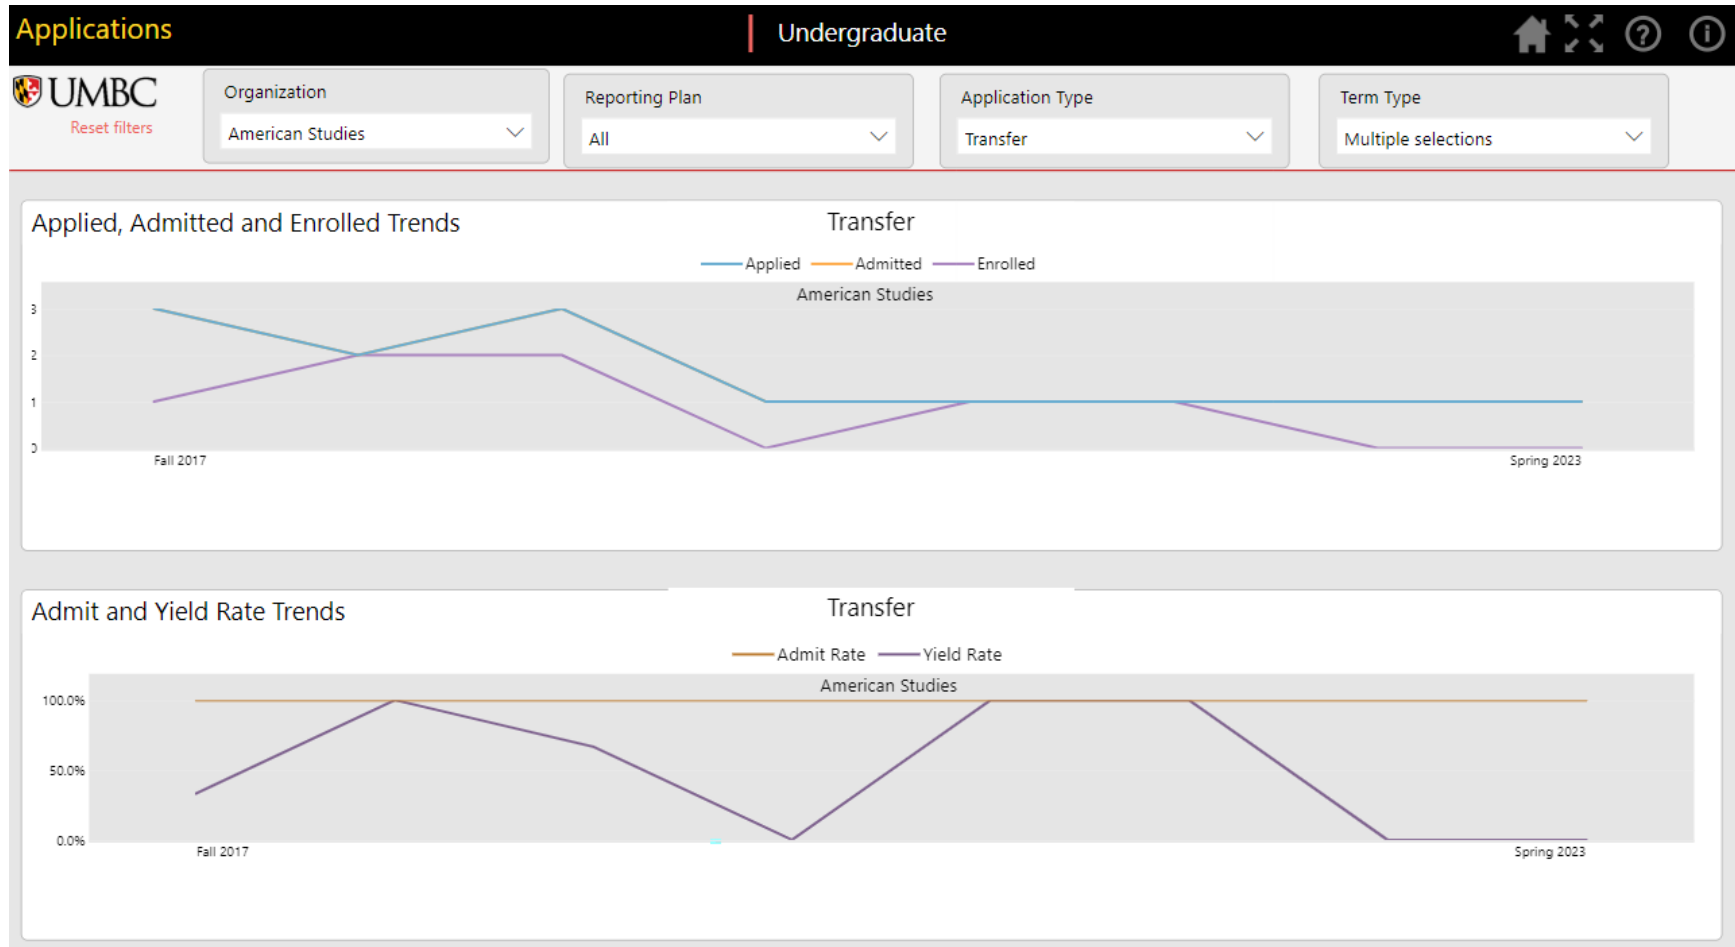 Applications
Undergraduate
UMBC
Reset filters
Organization
American Studies
Reporting Plan
All
Application Type
Transfer
Term Type
Multiple selections
Applied, Admitted and Enrolled Trends
Transfer
Applied Admitted Enrolled
American Studies
3
2
1
0
Fall 2017 Spring 2023
Admit and Yield Rate Trends
Transfer
Admit Rate Yield Rate
American Studies
100.0%
50.0%
0.0%
Fall 2017 Spring 2023